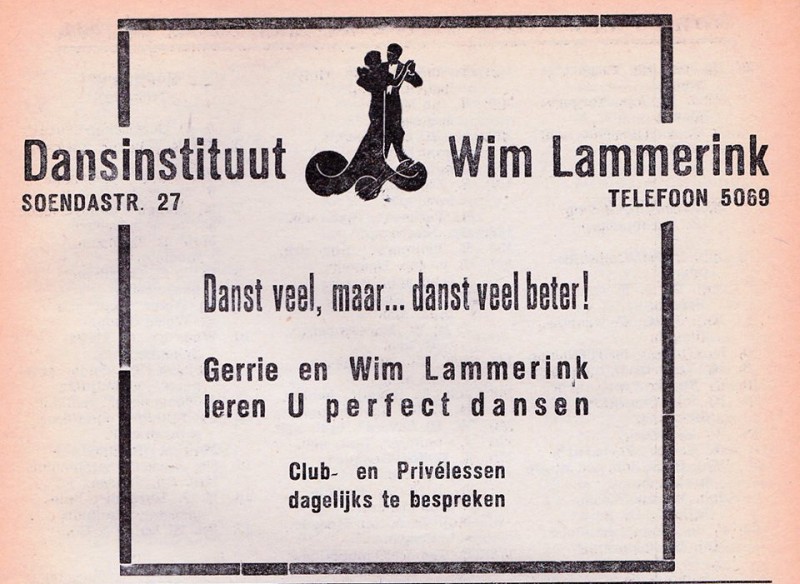 Dansinstituut Wim Lammerink
SOENDASTR. 27 TELEFOON 5069
Danst veel, maar... danst veel beter!
Gerrie en Wim Lammerink
leren U perfect dansen
Club- en Privélessen
dagelijks te bespreken